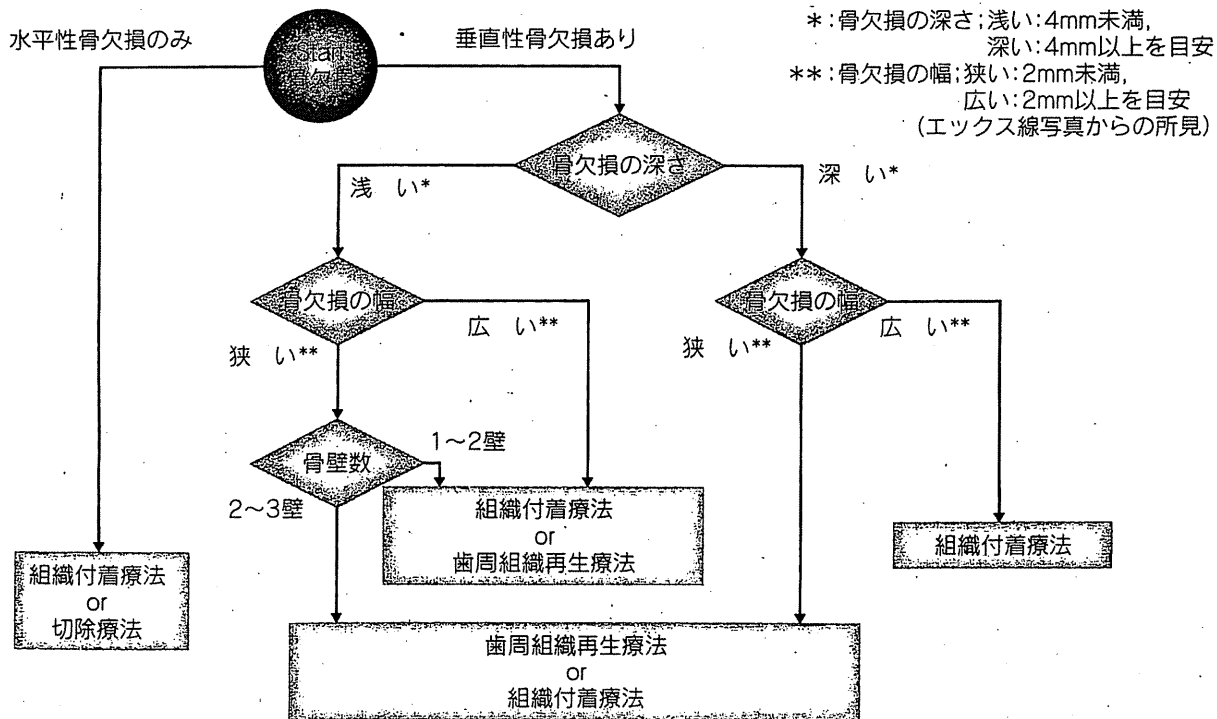 水平性骨欠損のみ
Start
骨欠損
垂直性骨欠損あり
*：骨欠損の深さ；浅い：4mm未満，
深い：4mm以上を目安
**：骨欠損の幅；狭い：2mm未満，
広い：2mm以上を目安
（エックス線写真からの所見）
骨欠損の深さ
浅　い*
深　い*
骨欠損の幅
広　い**
狭　い**
骨欠損の幅
広　い**
狭　い**
骨壁数
1〜2壁
2〜3壁
組織付着療法
or
歯周組織再生療法
組織付着療法
組織付着療法
or
切除療法
歯周組織再生療法
or
組織付着療法